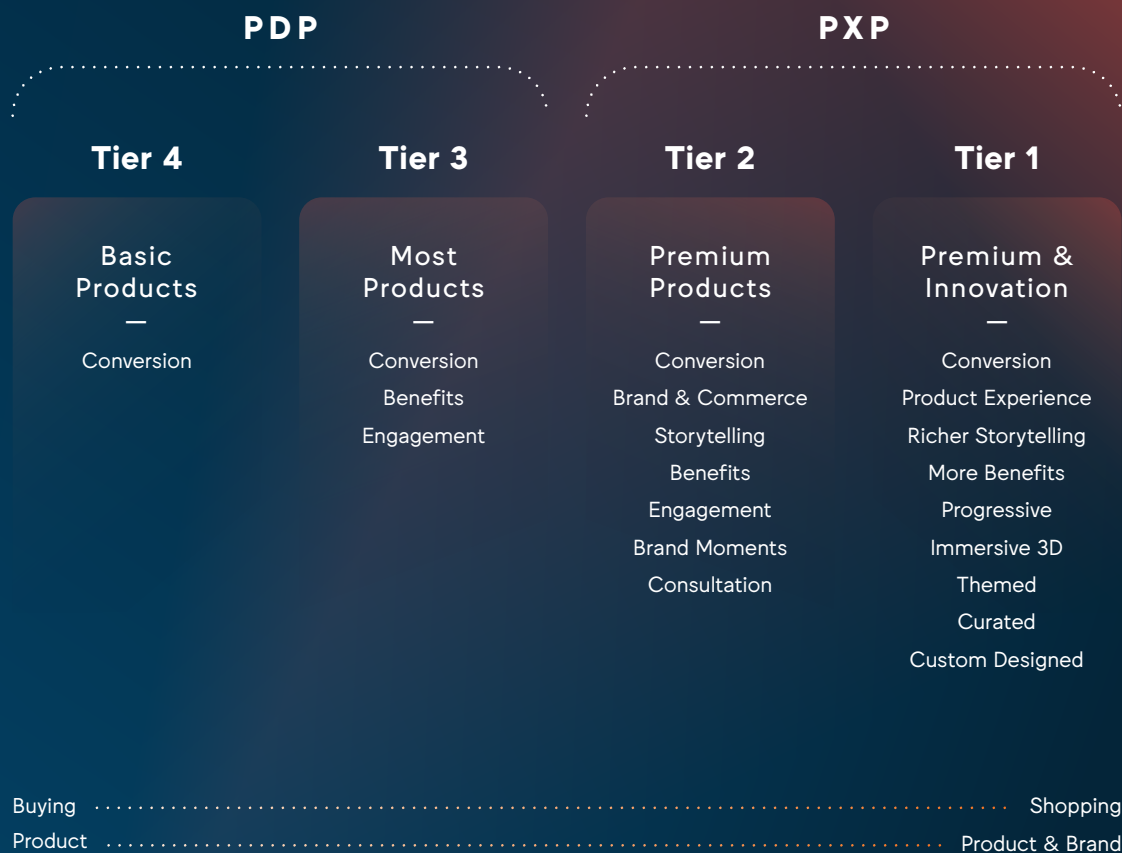 PDP
PXP
Tier 4
Tier 3
Tier 2
Tier 1
Basic
Products
—
Conversion
Most
Products
—
Conversion
Benefits
Engagement
Premium
Products
—
Conversion
Brand & Commerce
Storytelling
Benefits
Engagement
Brand Moments
Consultation
Premium &
Innovation
—
Conversion
Product Experience
Richer Storytelling
More Benefits
Progressive
Immersive 3D
Themed
Curated
Custom Designed
Buying
Shopping
Product
Product & Brand